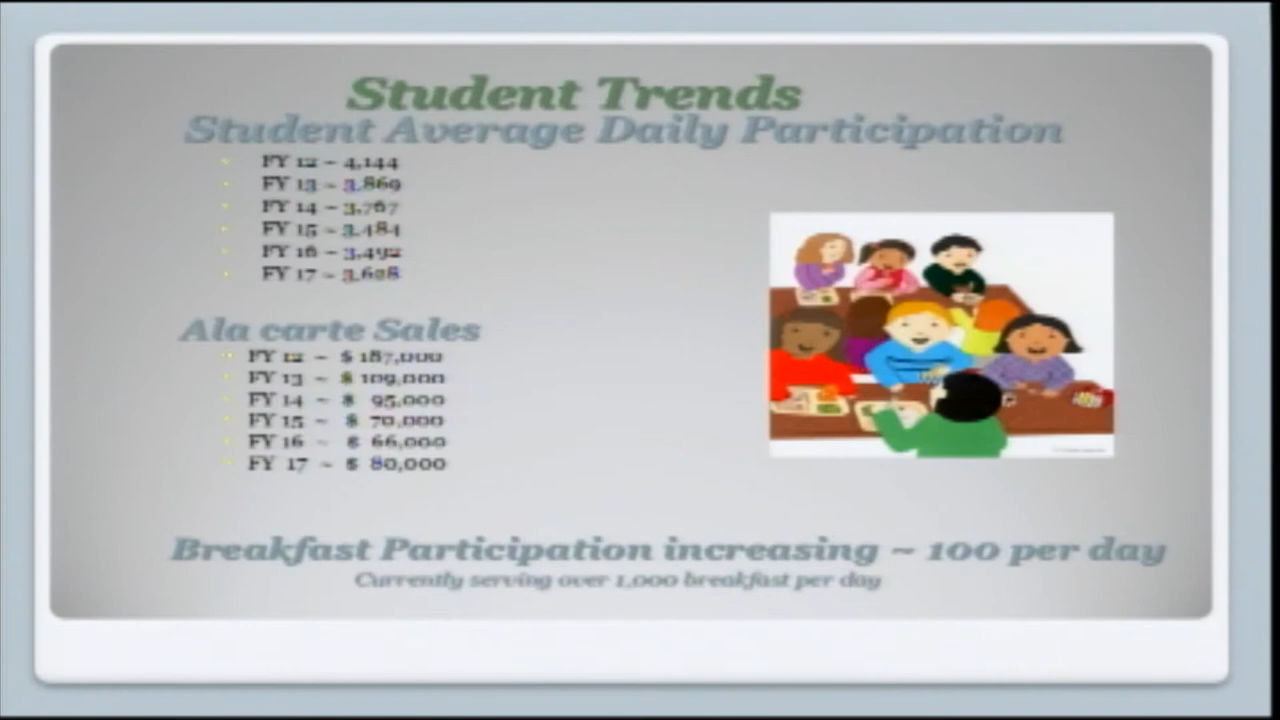 Student Trends
Student Average Daily Participation
FY 12 ~ 4,144
FY 13 ~ 3,869
FY 14 ~ 3,767
FY 15 ~ 3,484
FY 16 ~ 3,492
FY 17 ~
Ala carte Sales
FY 12 ~ $ 187,000
FY 13 ~ $ 109,000
FY 14 ~ $ 95,000
FY 15 ~ $ 70,000
FY 16 ~ $ 66,000
FY 17 ~ $ 80,000
Breakfast Participation increasing ~ 100 per day
Currently serving over 1,000 breakfast per day